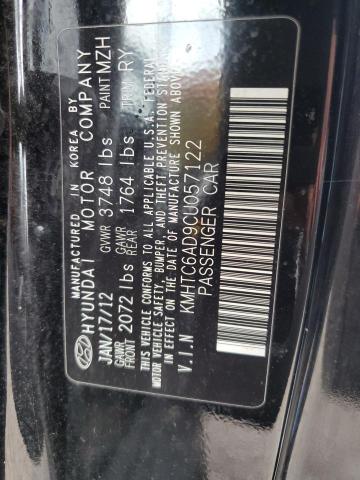 MANUFACTURED IN KOREA BY
HYUNDAI MOTOR COMPANY
JAN/17/12 GVWR 3748 lbs PAINT MZH
GAWR FRONT 2072 lbs GAWR REAR 1764 lbs TRIM RY
THIS VEHICLE CONFORMS TO ALL APPLICABLE U.S.A. FEDERAL
MOTOR VEHICLE SAFETY, BUMPER, AND THEFT PREVENTION STANDARDS
IN EFFECT ON THE DATE OF MANUFACTURE SHOWN ABOVE.
V.I.N KMHTC6AD9CU057122
PASSENGER CAR